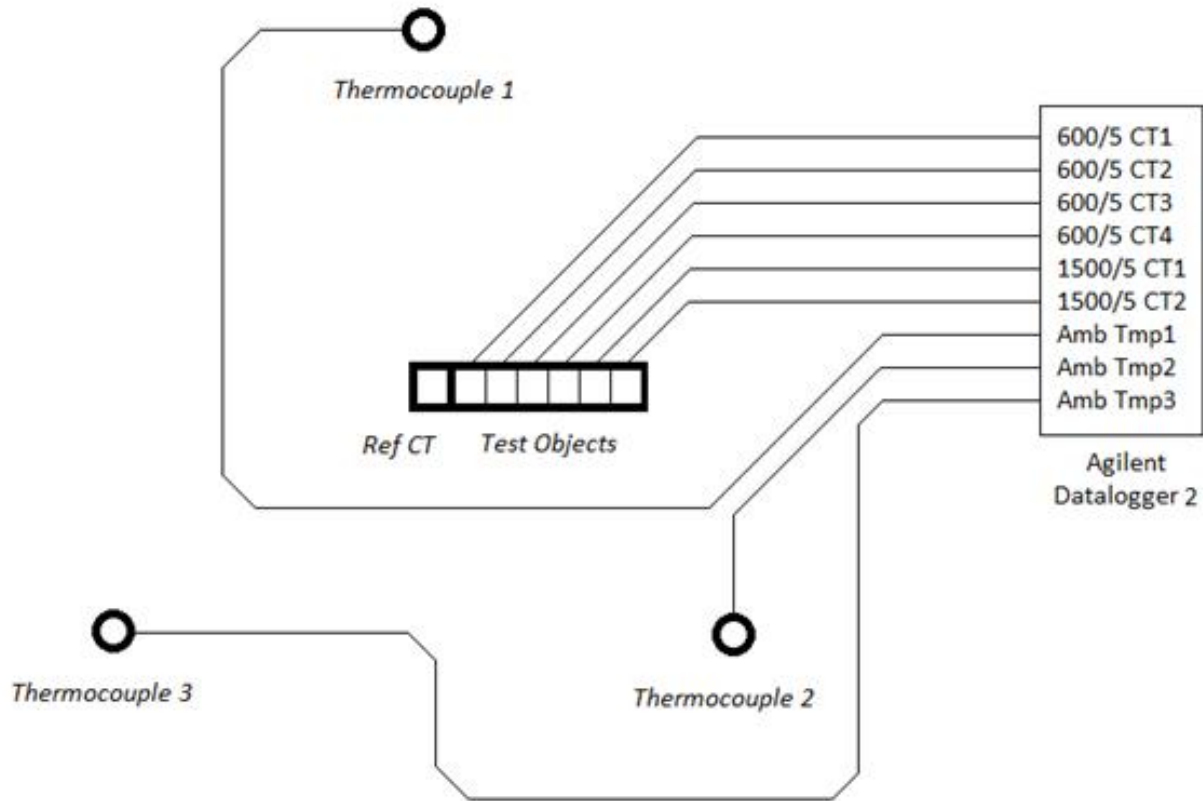 Thermocouple 1
600/5 CT1
600/5 CT2
600/5 CT3
600/5 CT4
1500/5 CT1
1500/5 CT2
Amb Tmp1
Amb Tmp2
Amb Tmp3
Ref CT
Test Objects
Agilent
Datalogger 2
Thermocouple 3
Thermocouple 2